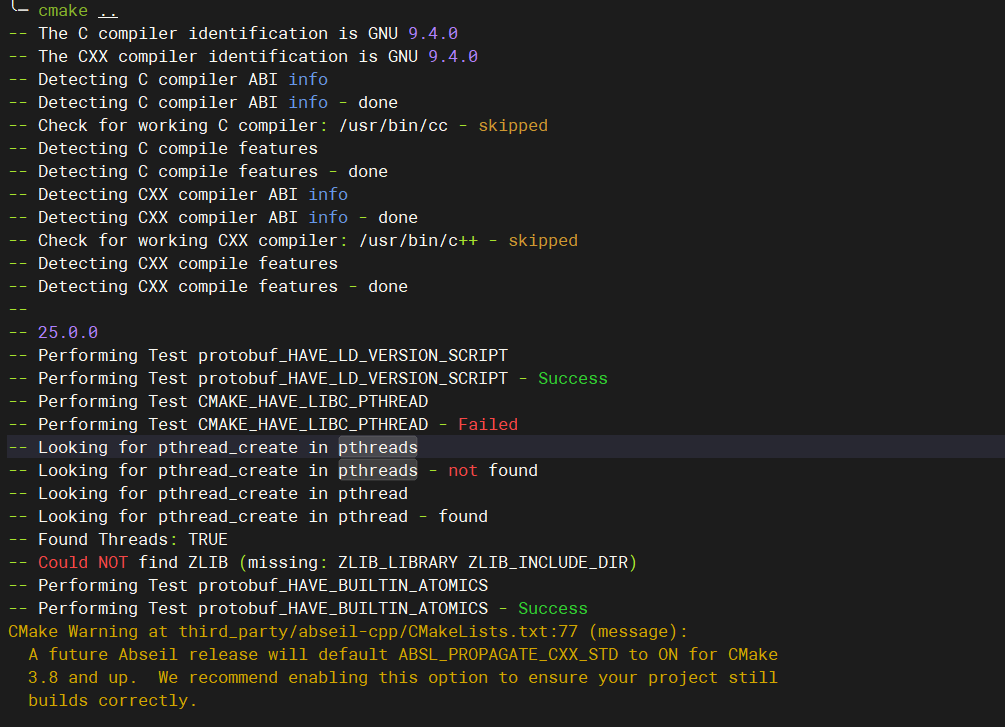 ╰─ cmake ..
-- The C compiler identification is GNU 9.4.0
-- The CXX compiler identification is GNU 9.4.0
-- Detecting C compiler ABI info
-- Detecting C compiler ABI info - done
-- Check for working C compiler: /usr/bin/cc - skipped
-- Detecting C compile features
-- Detecting C compile features - done
-- Detecting CXX compiler ABI info
-- Detecting CXX compiler ABI info - done
-- Check for working CXX compiler: /usr/bin/c++ - skipped
-- Detecting CXX compile features
-- Detecting CXX compile features - done
--
-- 25.0.0
-- Performing Test protobuf_HAVE_LD_VERSION_SCRIPT
-- Performing Test protobuf_HAVE_LD_VERSION_SCRIPT - Success
-- Performing Test CMAKE_HAVE_LIBC_PTHREAD
-- Performing Test CMAKE_HAVE_LIBC_PTHREAD - Failed
-- Looking for pthread_create in pthreads
-- Looking for pthread_create in pthreads - not found
-- Looking for pthread_create in pthread
-- Looking for pthread_create in pthread - found
-- Found Threads: TRUE
-- Could NOT find ZLIB (missing: ZLIB_LIBRARY ZLIB_INCLUDE_DIR)
-- Performing Test protobuf_HAVE_BUILTIN_ATOMICS
-- Performing Test protobuf_HAVE_BUILTIN_ATOMICS - Success
CMake Warning at third_party/abseil-cpp/CMakeLists.txt:77 (message):
  A future Abseil release will default ABSL_PROPAGATE_CXX_STD to ON for CMake
  3.8 and up.  We recommend enabling this option to ensure your project still
  builds correctly.